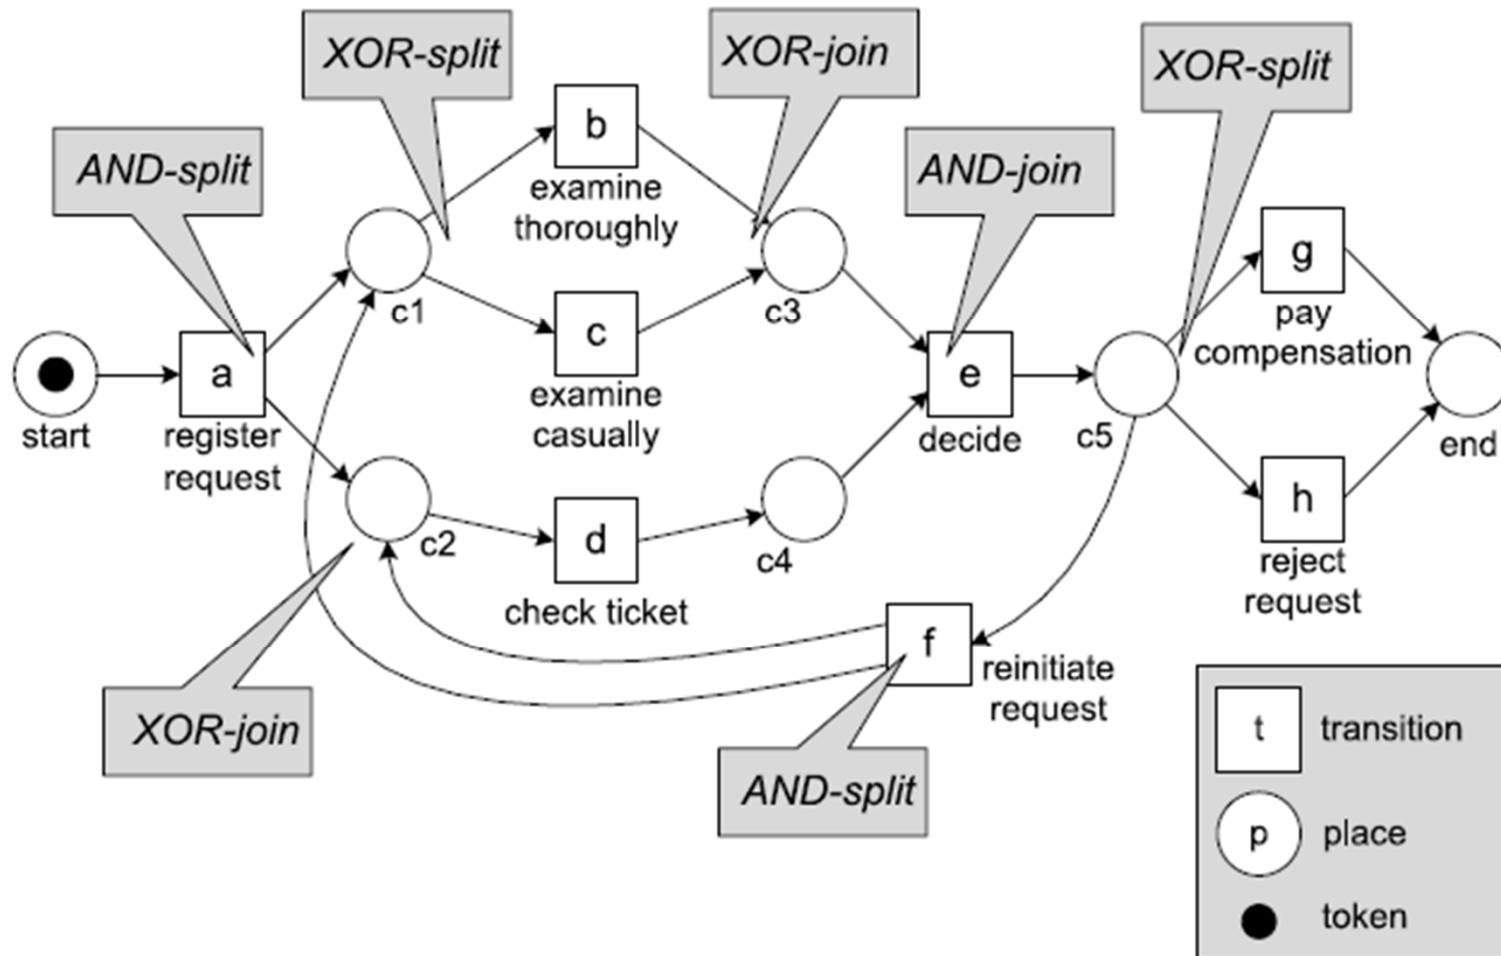 XOR-split
XOR-join
XOR-split
AND-split
AND-join
b
examine
thoroughly
g
pay
compensation
c1
c3
c
examine
casually
a
register
request
start
e
decide
c5
end
c2
d
check ticket
c4
h
reject
request
f
reinitiate
request
XOR-join
AND-split
t
transition
p
place
token